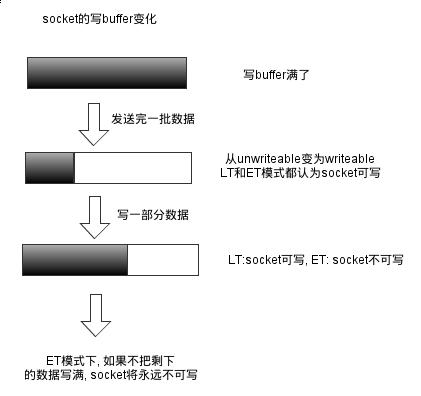 socket的写buffer变化
写buffer满了
发送完一批数据
从unwriteable变为writeable
LT和ET模式都认为socket可写
写一部分数据
LT:socket可写, ET: socket不可写
ET模式下, 如果不把剩下
的数据写满, socket将永远不可写